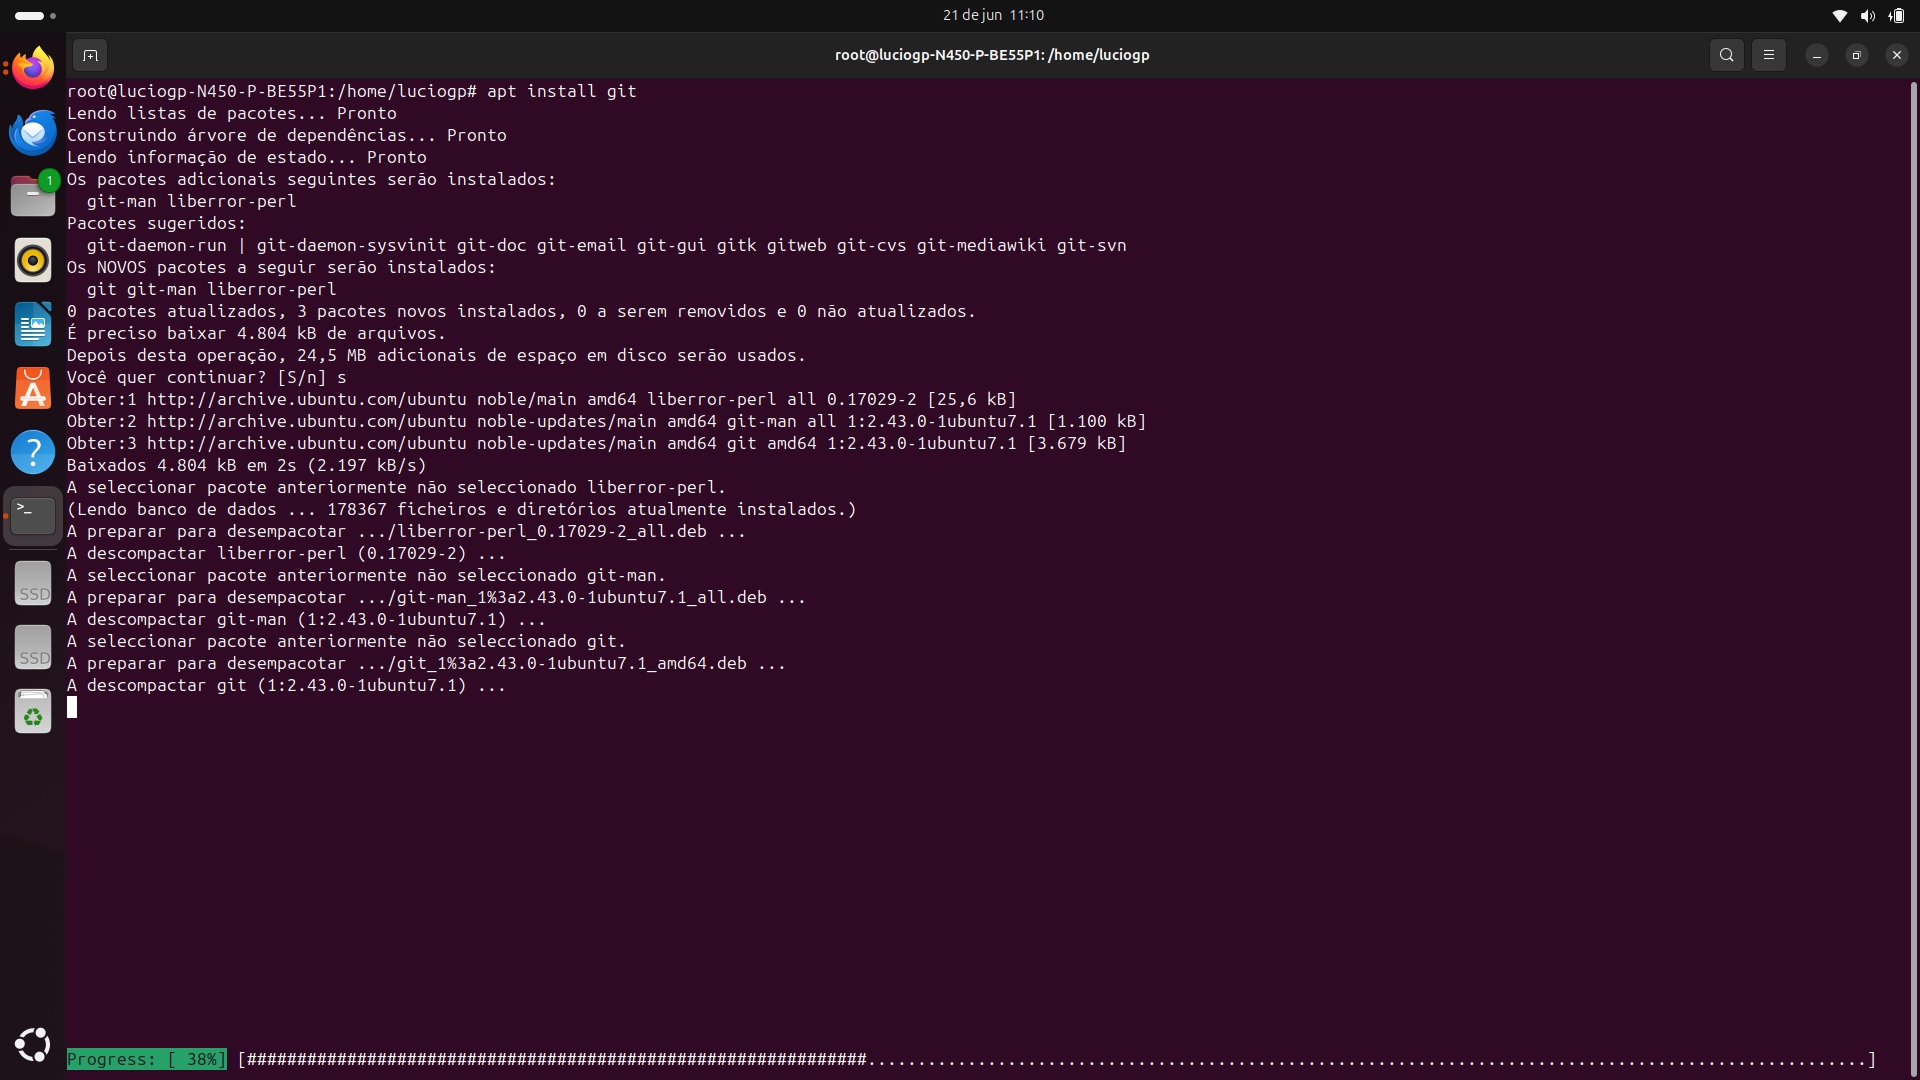 21 de jun 11:10
root@luciogp-N450-P-BE55P1: /home/luciogp
1
root@luciogp-N450-P-BE55P1:/home/luciogp# apt install git
Lendo listas de pacotes... Pronto
Construindo árvore de dependências... Pronto
Lendo informação de estado... Pronto
Os pacotes adicionais seguintes serão instalados:
  git-man liberror-perl
Pacotes sugeridos:
  git-daemon-run | git-daemon-sysvinit git-doc git-email git-gui gitk gitweb git-cvs git-mediawiki git-svn
Os NOVOS pacotes a seguir serão instalados:
  git git-man liberror-perl
0 pacotes atualizados, 3 pacotes novos instalados, 0 a serem removidos e 0 não atualizados.
É preciso baixar 4.804 kB de arquivos.
Depois desta operação, 24,5 MB adicionais de espaço em disco serão usados.
Você quer continuar? [S/n] s
Obter:1 http://archive.ubuntu.com/ubuntu noble/main amd64 liberror-perl all 0.17029-2 [25,6 kB]
Obter:2 http://archive.ubuntu.com/ubuntu noble-updates/main amd64 git-man all 1:2.43.0-1ubuntu7.1 [1.100 kB]
Obter:3 http://archive.ubuntu.com/ubuntu noble-updates/main amd64 git amd64 1:2.43.0-1ubuntu7.1 [3.679 kB]
Baixados 4.804 kB em 2s (2.197 kB/s)
A seleccionar pacote anteriormente não seleccionado liberror-perl.
(Lendo banco de dados ... 178367 ficheiros e diretórios atualmente instalados.)
A preparar para desempacotar .../liberror-perl_0.17029-2_all.deb ...
A descompactar liberror-perl (0.17029-2) ...
A seleccionar pacote anteriormente não seleccionado git-man.
A preparar para desempacotar .../git-man_1%3a2.43.0-1ubuntu7.1_all.deb ...
A descompactar git-man (1:2.43.0-1ubuntu7.1) ...
A seleccionar pacote anteriormente não seleccionado git.
A preparar para desempacotar .../git_1%3a2.43.0-1ubuntu7.1_amd64.deb ...
A descompactar git (1:2.43.0-1ubuntu7.1) ...
SSD
SSD
Progress: [ 38%] [##############################################################....................................................................................................]